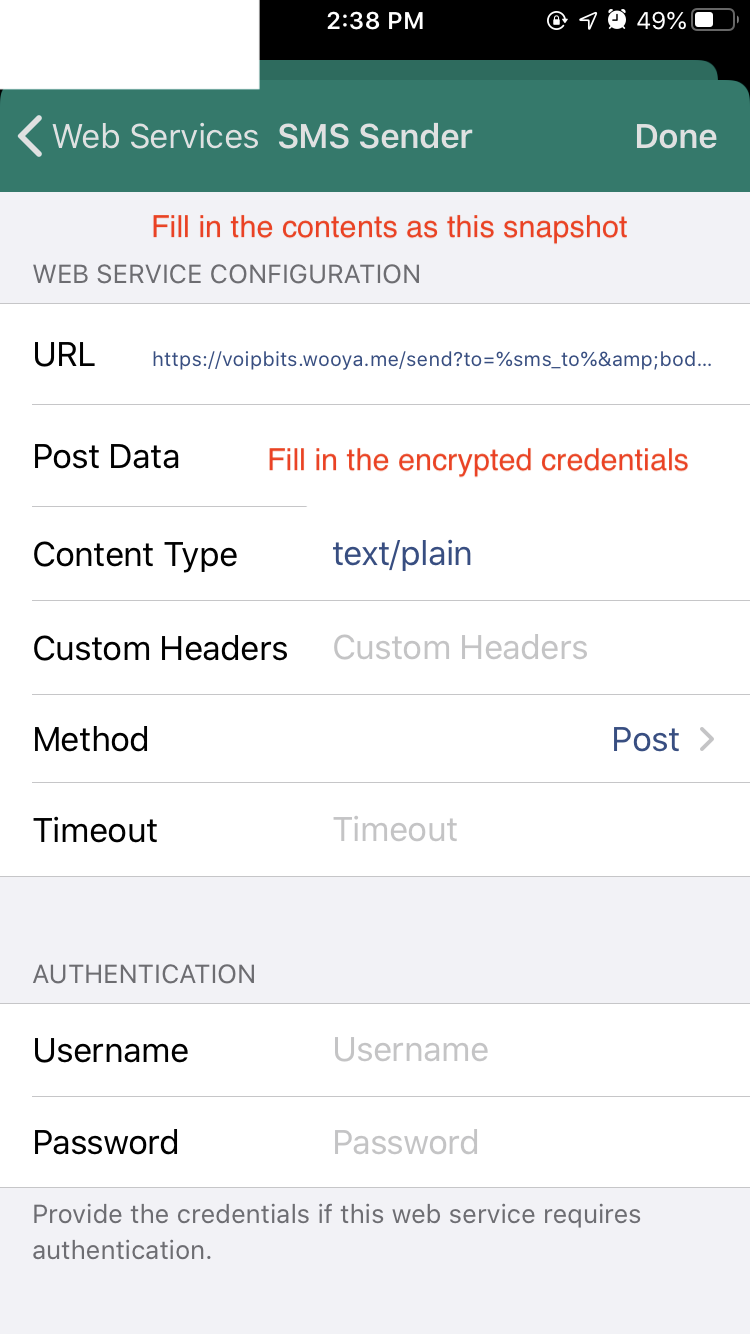 2:38 PM 49%
Web Services SMS Sender Done
Fill in the contents as this snapshot
WEB SERVICE CONFIGURATION
URL https://voipbits.wooya.me/send?to=%sms_to%&amp;bod...
Post Data Fill in the encrypted credentials
Content Type text/plain
Custom Headers Custom Headers
Method Post
Timeout Timeout
AUTHENTICATION
Username Username
Password Password
Provide the credentials if this web service requires
authentication.